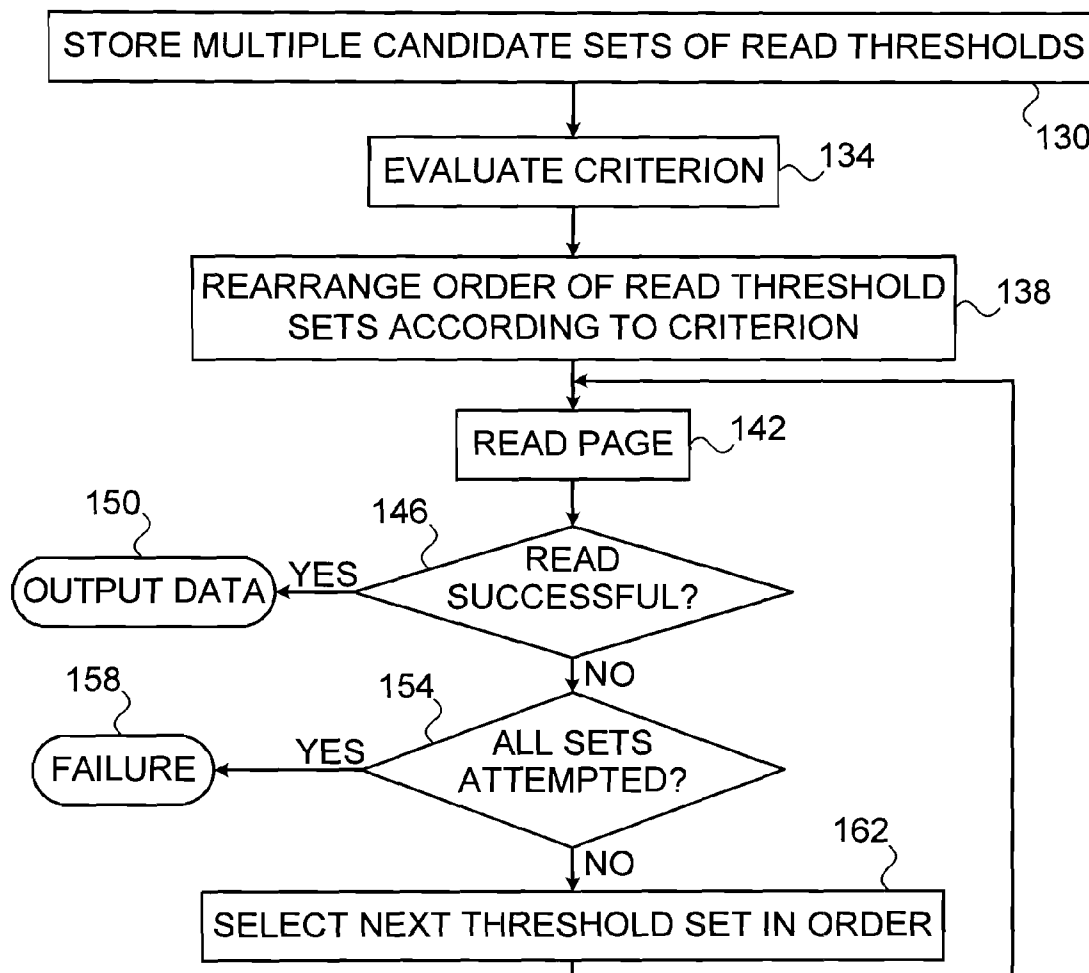 STORE MULTIPLE CANDIDATE SETS OF READ THRESHOLDS
130
EVALUATE CRITERION
134
REARRANGE ORDER OF READ THRESHOLD
SETS ACCORDING TO CRITERION
138
READ PAGE
142
150
146
READ
SUCCESSFUL?
YES
OUTPUT DATA
NO
158
154
ALL SETS
ATTEMPTED?
YES
FAILURE
NO
162
SELECT NEXT THRESHOLD SET IN ORDER